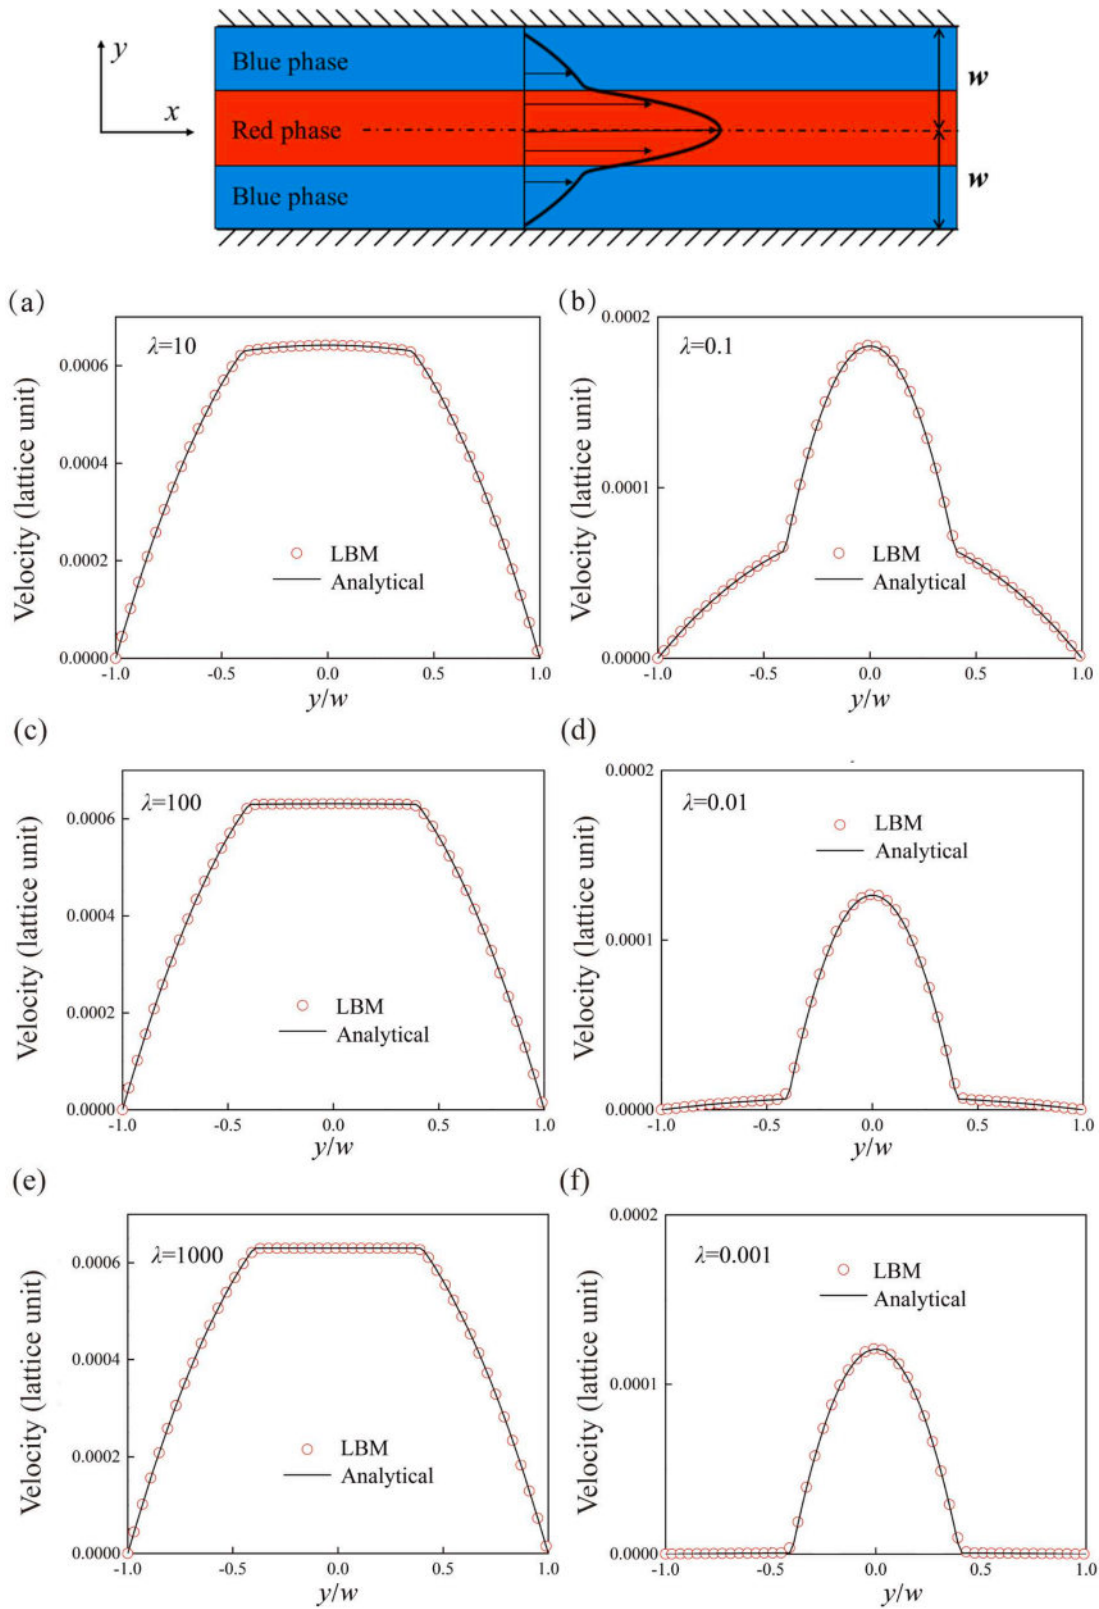 y
x
Blue phase
Red phase
Blue phase
w
w
(a)
λ=10
0.0006
0.0004
0.0002
0.0000
Velocity (lattice unit)
LBM
Analytical
-1.0 -0.5 0.0 0.5 1.0
y/w
(b)
λ=0.1
0.0002
0.0001
0.0000
Velocity (lattice unit)
LBM
Analytical
-1.0 -0.5 0.0 0.5 1.0
y/w
(c)
λ=100
0.0006
0.0004
0.0002
0.0000
Velocity (lattice unit)
LBM
Analytical
-1.0 -0.5 0.0 0.5 1.0
y/w
(d)
λ=0.01
0.0002
0.0001
0.0000
Velocity (lattice unit)
LBM
Analytical
-1.0 -0.5 0.0 0.5 1.0
y/w
(e)
λ=1000
0.0006
0.0004
0.0002
0.0000
Velocity (lattice unit)
LBM
Analytical
-1.0 -0.5 0.0 0.5 1.0
y/w
(f)
λ=0.001
0.0002
0.0001
0.0000
Velocity (lattice unit)
LBM
Analytical
-1.0 -0.5 0.0 0.5 1.0
y/w